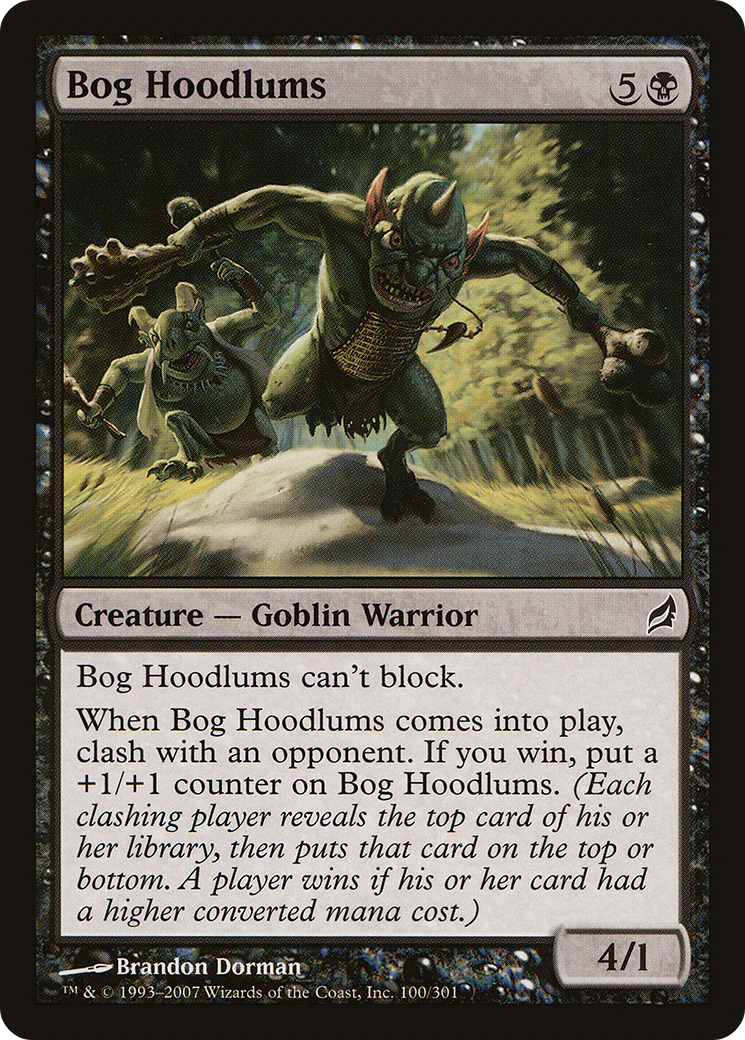 Bog Hoodlums 5
Creature — Goblin Warrior
Bog Hoodlums can't block.
When Bog Hoodlums comes into play,
clash with an opponent. If you win, put a
+1/+1 counter on Bog Hoodlums. (Each
clashing player reveals the top card of his or
her library, then puts that card on the top or
bottom. A player wins if his or her card had
a higher converted mana cost.)
4/1
Brandon Dorman
™ & © 1993–2007 Wizards of the Coast, Inc. 100/301